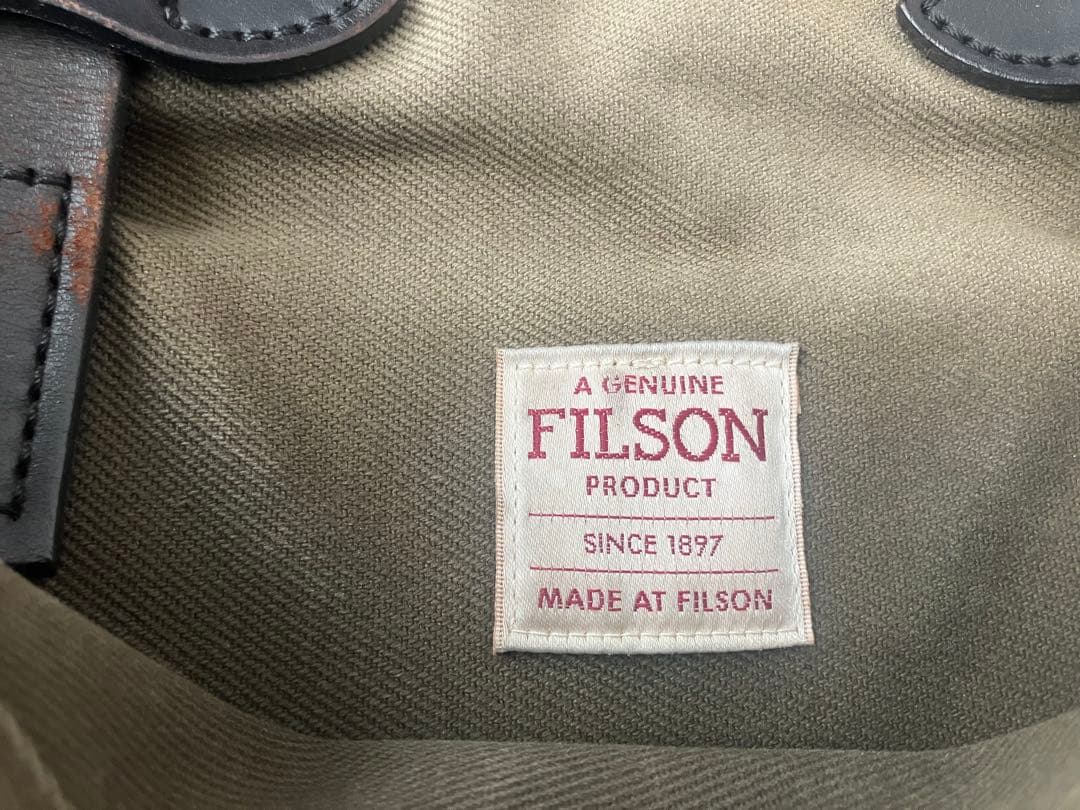 A GENUINE
FILSON
PRODUCT
SINCE 1897
MADE AT FILSON